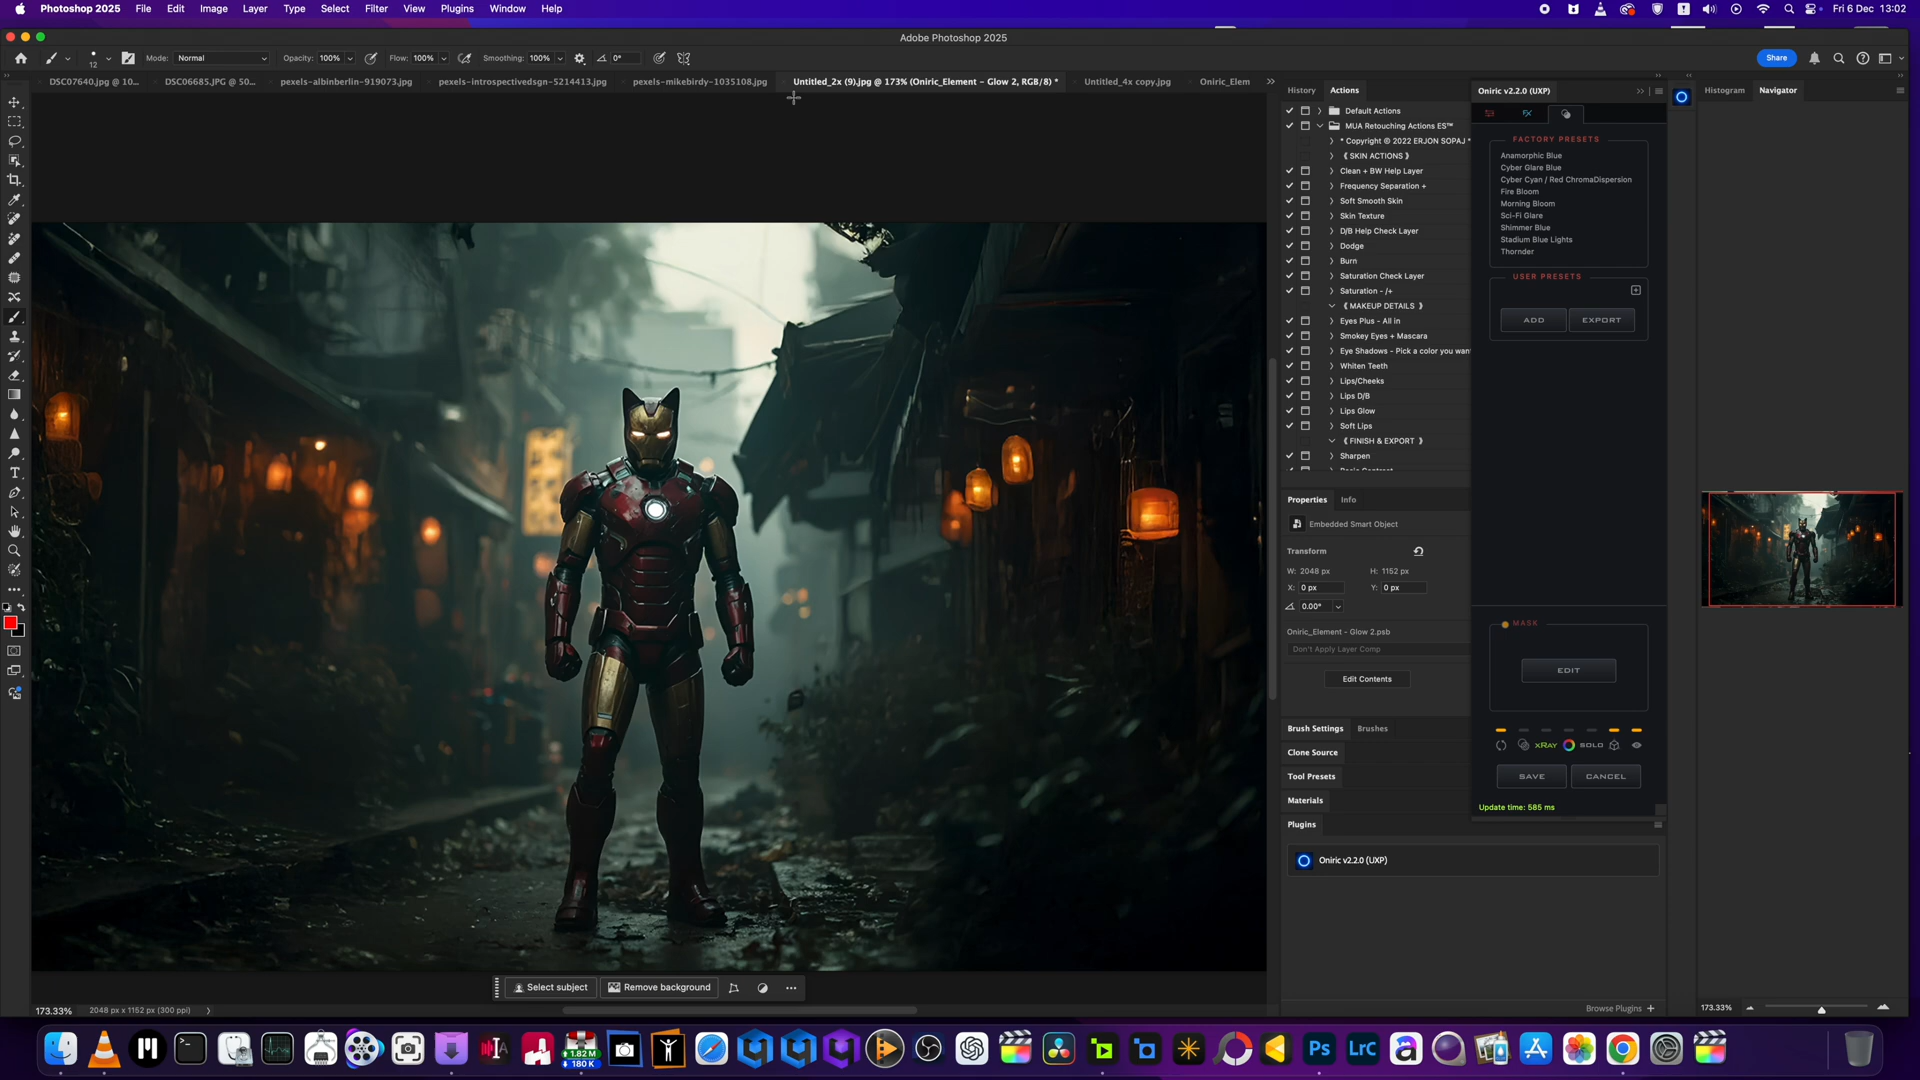 Photoshop 2025 File Edit Image Layer Type Select Filter View Plugins Window Help
Fri 6 Dec 13:02
Adobe Photoshop 2025
12 Mode: Normal Opacity: 100% Flow: 100% Smoothing: 100% 0°
Share
DSC07640.jpg @ 10... DSC06685.JPG @ 50... pexels-albinberlin-919073.jpg pexels-introspectivedsgn-5214413.jpg pexels-mikebirdy-1035108.jpg Untitled_2x (9).jpg @ 173% (Oniric_Element – Glow 2, RGB/8) * Untitled_4x copy.jpg Oniric_Elem
History Actions
Default Actions
MUA Retouching Actions ES™
* Copyright © 2022 ERJON SOPAJ *
《 SKIN ACTIONS 》
Clean + BW Help Layer
Frequency Separation +
Soft Smooth Skin
Skin Texture
D/B Help Check Layer
Dodge
Burn
Saturation Check Layer
Saturation - /+
《 MAKEUP DETAILS 》
Eyes Plus - All in
Smokey Eyes + Mascara
Eye Shadows - Pick a color you want
Whiten Teeth
Lips/Cheeks
Lips D/B
Lips Glow
Soft Lips
《 FINISH & EXPORT 》
Sharpen
Properties Info
Embedded Smart Object
Transform
W: 2048 px H: 1152 px
X: 0 px Y: 0 px
0.00°
Oniric_Element - Glow 2.psb
Don't Apply Layer Comp
Edit Contents
Brush Settings Brushes
Clone Source
Tool Presets
Materials
Plugins
Oniric v2.2.0 (UXP)
Browse Plugins
Oniric v2.2.0 (UXP)
FX
FACTORY PRESETS
Anamorphic Blue
Cyber Glare Blue
Cyber Cyan / Red ChromaDispersion
Fire Bloom
Morning Bloom
Sci-Fi Glare
Shimmer Blue
Stadium Blue Lights
Thornder
USER PRESETS
ADD EXPORT
MASK
EDIT
XRAY SOLO
SAVE CANCEL
Update time: 585 ms
Histogram Navigator
173.33%
Select subject Remove background
173.33% 2048 px x 1152 px (300 ppi)
1.82 M
180 K
Ps LrC